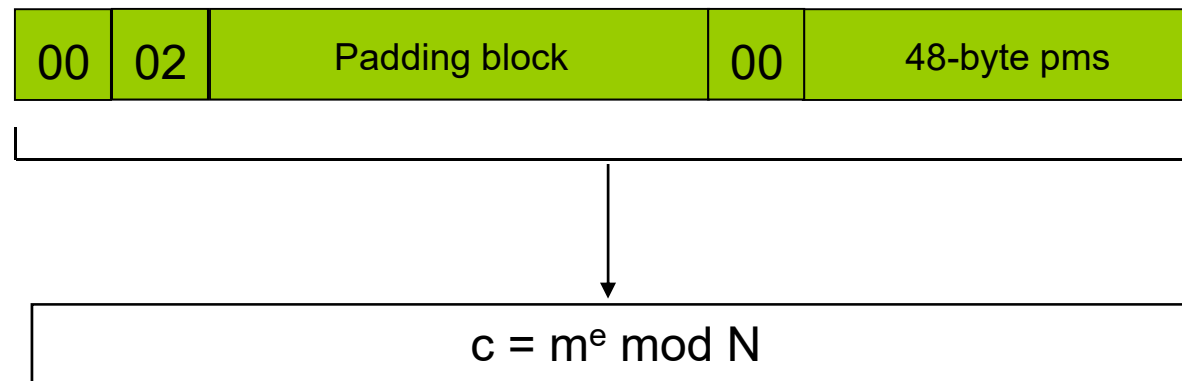 00 02 Padding block 00 48-byte pms
c = mᵉ mod N